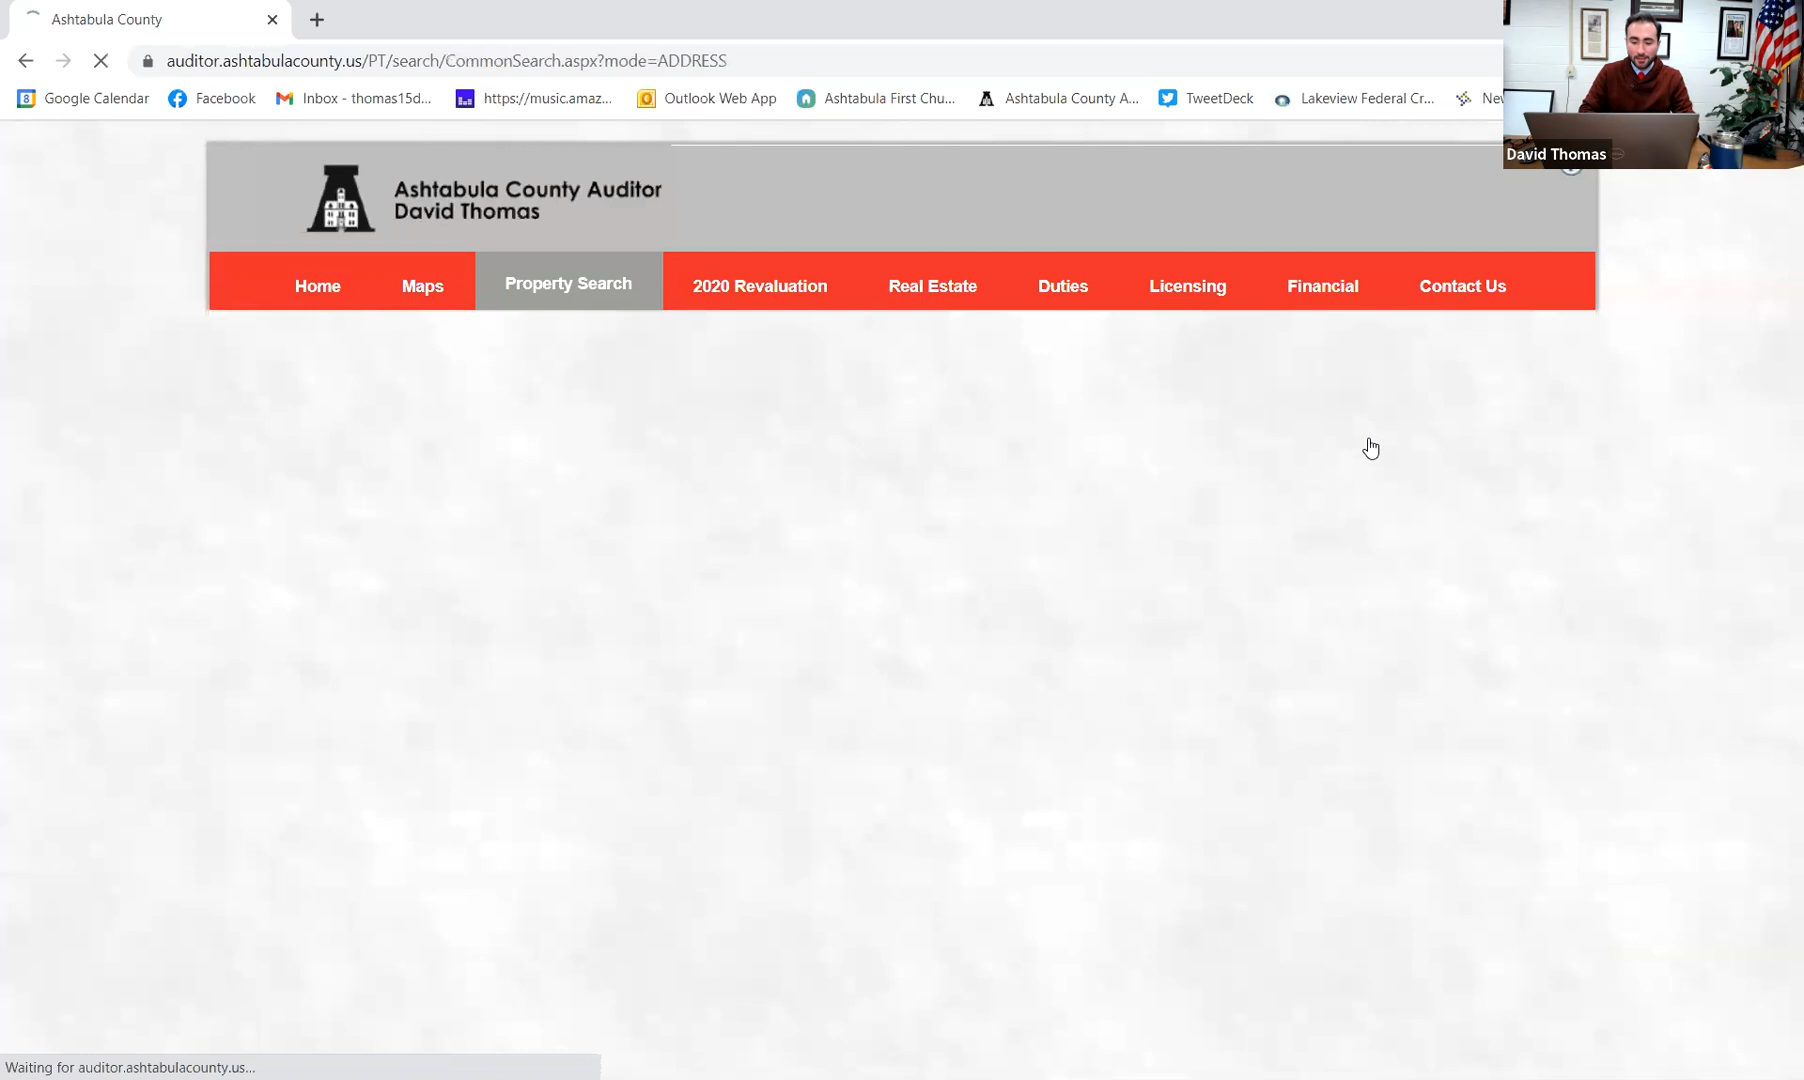 Ashtabula County
auditor.ashtabulacounty.us/PT/search/CommonSearch.aspx?mode=ADDRESS
8 Google Calendar Facebook Inbox - thomas15d... https://music.amaz... Outlook Web App Ashtabula First Chu... Ashtabula County A... TweetDeck Lakeview Federal Cr... New
David Thomas
Ashtabula County Auditor
David Thomas
Home Maps Property Search 2020 Revaluation Real Estate Duties Licensing Financial Contact Us
Waiting for auditor.ashtabulacounty.us...